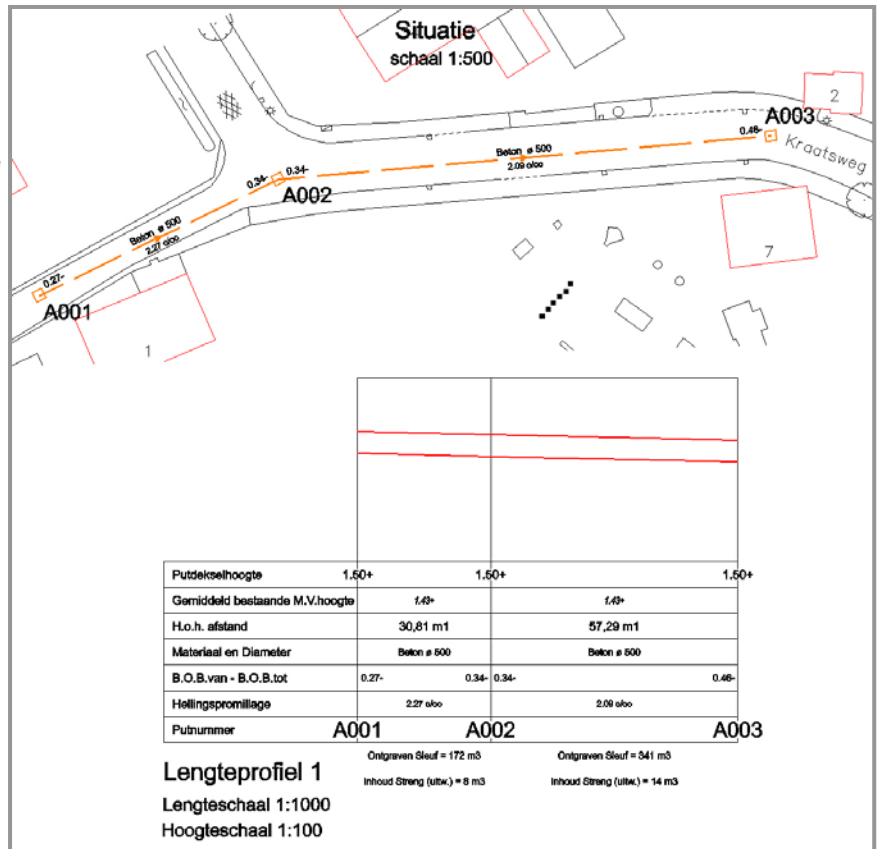 Situatie
schaal 1:500
2
A003
0.46-
Kraatsweg
Beton ø 500
2.09 o/oo
0.34-
0.34-
A002
Beton ø 500
2.27 o/oo
0.27-
A001
7
1
Putdekselhoogte 1.50+ 1.50+ 1.50+
Gemiddeld bestaande M.V.hoogte 1.43+ 1.43+
H.o.h. afstand 30,81 m1 57,29 m1
Materiaal en Diameter Beton ø 500 Beton ø 500
B.O.B.van - B.O.B.tot 0.27- 0.34- 0.34- 0.46-
Hellingspromillage 2.27 o/oo 2.09 o/oo
Putnummer A001 A002 A003
Ontgraven Sleuf = 172 m3 Ontgraven Sleuf = 341 m3
Inhoud Streng (uitw.) = 8 m3 Inhoud Streng (uitw.) = 14 m3
Lengteprofiel 1
Lengteschaal 1:1000
Hoogteschaal 1:100